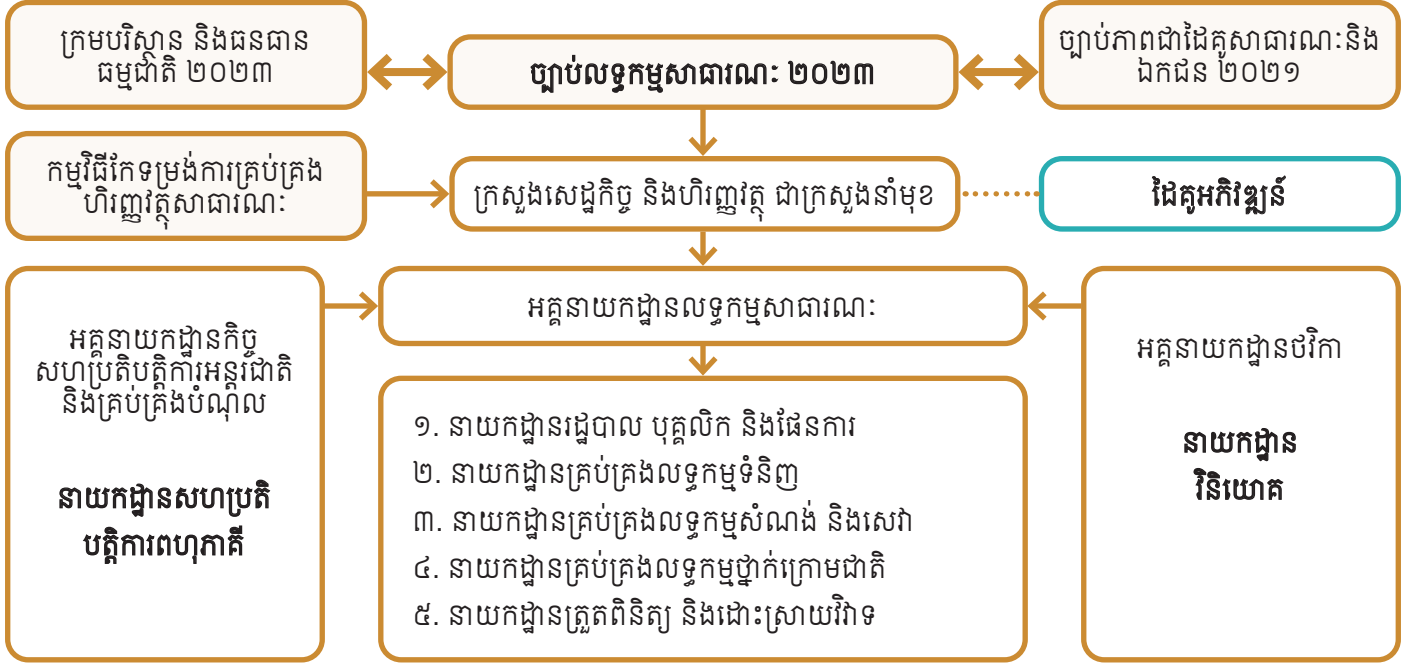 ក្រមបរិស្ថាន និងធនធាន
ធម្មជាតិ ២០២៣
ច្បាប់លទ្ធកម្មសាធារណៈ ២០២៣
ច្បាប់ភាពជាដៃគូសាធារណៈនិង
ឯកជន ២០២១
កម្មវិធីកែទម្រង់ការគ្រប់គ្រង
ហិរញ្ញវត្ថុសាធារណៈ
ក្រសួងសេដ្ឋកិច្ច និងហិរញ្ញវត្ថុ ជាក្រសួងនាំមុខ
ដៃគូអភិវឌ្ឍន៍
អគ្គនាយកដ្ឋានកិច្ច
សហប្រតិបត្តិការអន្តរជាតិ
និងគ្រប់គ្រងបំណុល
នាយកដ្ឋានសហប្រតិ
បត្តិការពហុភាគី
អគ្គនាយកដ្ឋានលទ្ធកម្មសាធារណៈ
១. នាយកដ្ឋានរដ្ឋបាល បុគ្គលិក និងផែនការ
២. នាយកដ្ឋានគ្រប់គ្រងលទ្ធកម្មទំនិញ
៣. នាយកដ្ឋានគ្រប់គ្រងលទ្ធកម្មសំណង់ និងសេវា
៤. នាយកដ្ឋានគ្រប់គ្រងលទ្ធកម្មថ្នាក់ក្រោមជាតិ
៥. នាយកដ្ឋានត្រួតពិនិត្យ និងដោះស្រាយវិវាទ
អគ្គនាយកដ្ឋានថវិកា
នាយកដ្ឋាន
វិនិយោគ